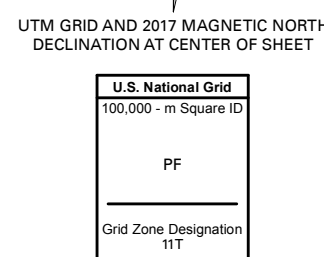 UTM GRID AND 2017 MAGNETIC NORTH
DECLINATION AT CENTER OF SHEET
U.S. National Grid
100,000 - m Square ID
PF
Grid Zone Designation
11T